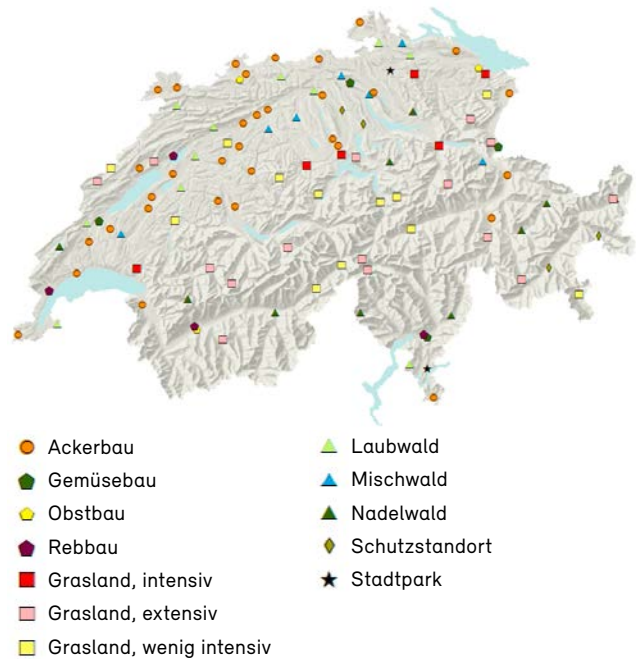 Ackerbau
Gemüsebau
Obstbau
Rebbau
Grasland, intensiv
Grasland, extensiv
Grasland, wenig intensiv
Laubwald
Mischwald
Nadelwald
Schutzstandort
Stadtpark